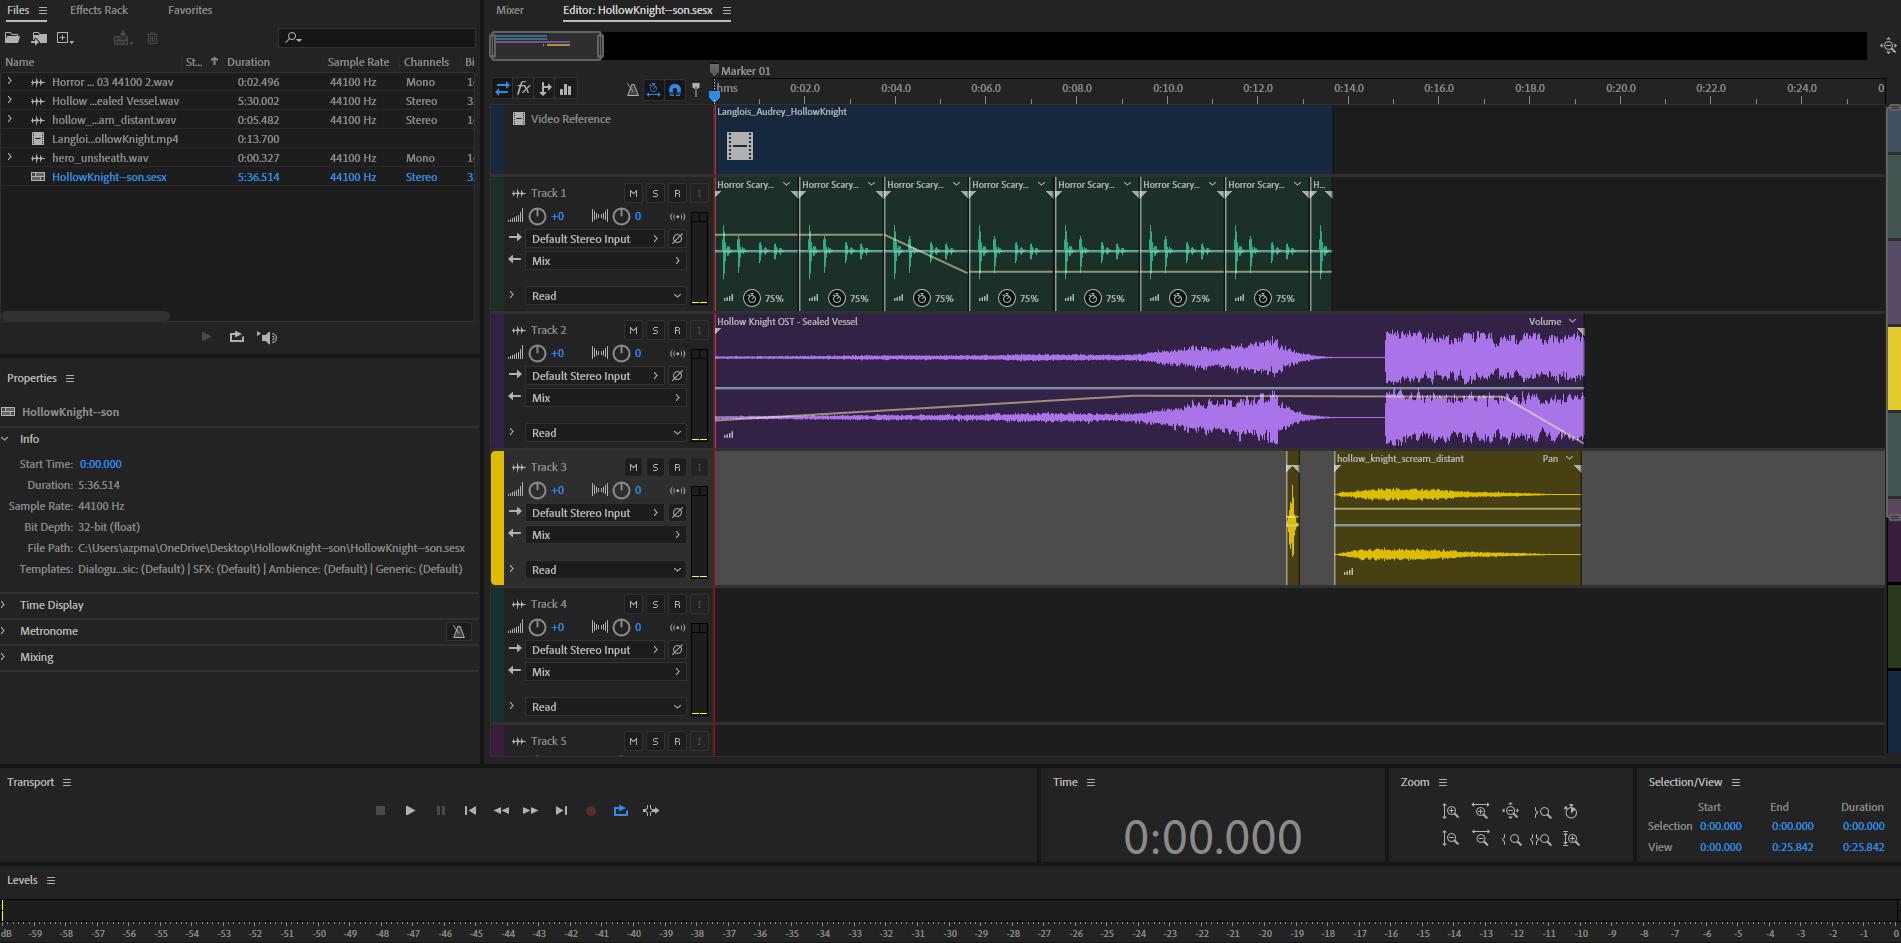 Files Effects Rack Favorites
Name St... Duration Sample Rate Channels Bi
Horror ... 03 44100 2.wav 0:02.496 44100 Hz Mono 1
Hollow ...ealed Vessel.wav 5:30.002 44100 Hz Stereo 3
hollow_...am_distant.wav 0:05.482 44100 Hz Stereo 3
Langloi...ollowKnight.mp4 0:13.700
hero_unsheath.wav 0:00.327 44100 Hz Mono 1
HollowKnight--son.sesx 5:36.514 44100 Hz Stereo 3
Properties
HollowKnight--son
Info
Start Time: 0:00.000
Duration: 5:36.514
Sample Rate: 44100 Hz
Bit Depth: 32-bit (float)
File Path: C:\Users\azpma\OneDrive\Desktop\HollowKnight--son\HollowKnight--son.sesx
Templates: Dialogu...sic: (Default) | SFX: (Default) | Ambience: (Default) | Generic: (Default)
Time Display
Metronome
Mixing
Mixer Editor: HollowKnight--son.sesx
Marker 01
fx hms 0:02.0 0:04.0 0:06.0 0:08.0 0:10.0 0:12.0 0:14.0 0:16.0 0:18.0 0:20.0 0:22.0 0:24.0 0
Video Reference Langlois_Audrey_HollowKnight
Track 1 M S R I
Horror Scary... Horror Scary... Horror Scary... Horror Scary... Horror Scary... Horror Scary... Horror Scary... H...
+0 0
Default Stereo Input
Mix
Read
75% 75% 75% 75% 75% 75% 75%
Track 2 M S R I
Hollow Knight OST - Sealed Vessel Volume
+0 0
Default Stereo Input
Mix
Read
Track 3 M S R I
hollow_knight_scream_distant Pan
+0 0
Default Stereo Input
Mix
Read
Track 4 M S R I
+0 0
Default Stereo Input
Mix
Read
Track 5 M S R I
Transport
Time
0:00.000
Zoom
Selection/View
Start End Duration
Selection 0:00.000 0:00.000 0:00.000
View 0:00.000 0:25.842 0:25.842
Levels
dB -59 -58 -57 -56 -55 -54 -53 -52 -51 -50 -49 -48 -47 -46 -45 -44 -43 -42 -41 -40 -39 -38 -37 -36 -35 -34 -33 -32 -31 -30 -29 -28 -27 -26 -25 -24 -23 -22 -21 -20 -19 -18 -17 -16 -15 -14 -13 -12 -11 -10 -9 -8 -7 -6 -5 -4 -3 -2 -1 0